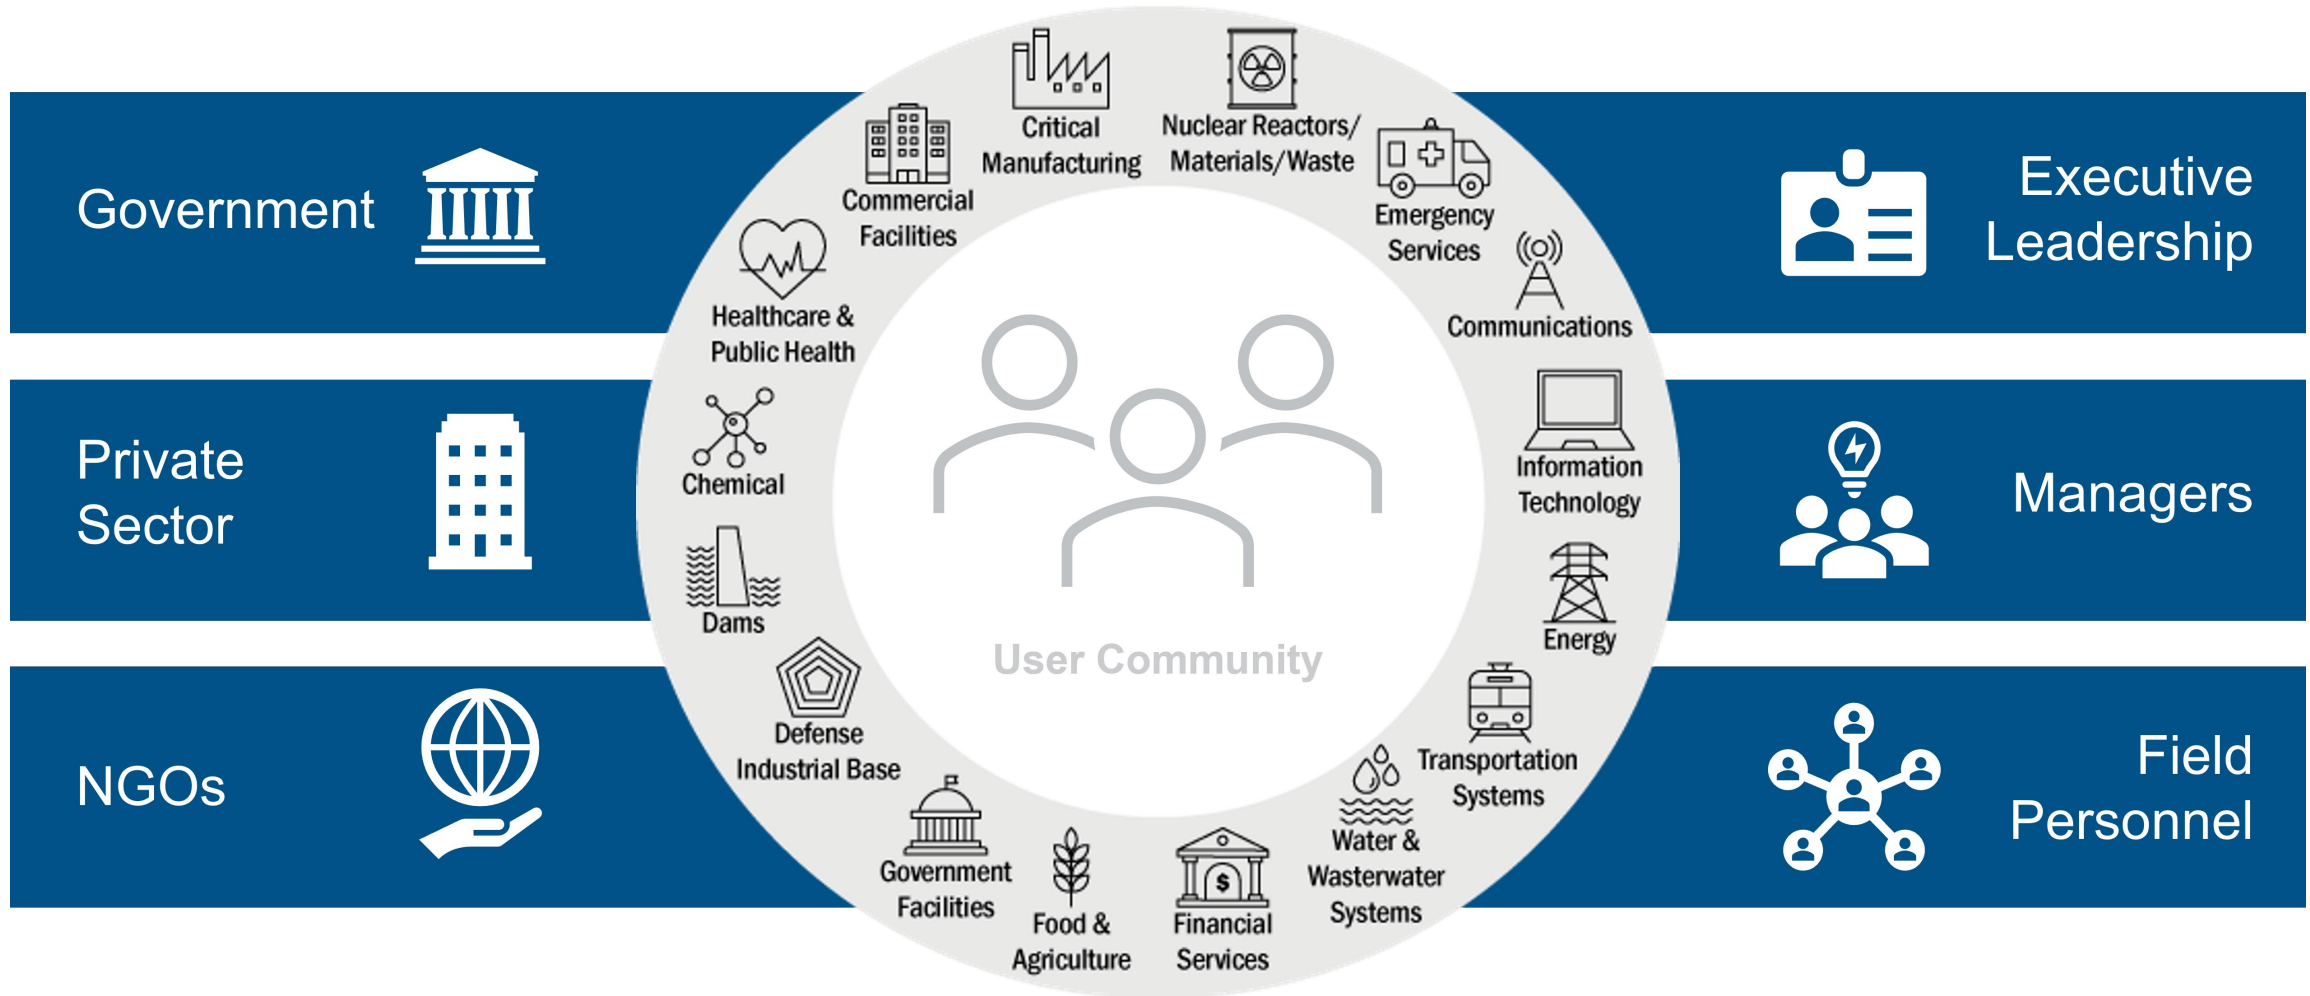 Government
Private
Sector
NGOs
Critical
Manufacturing
Nuclear Reactors/
Materials/Waste
Emergency
Services
Communications
Information
Technology
Energy
Transportation
Systems
Water &
Wasterwater
Systems
Financial
Services
Food &
Agriculture
Government
Facilities
Defense
Industrial Base
Dams
Chemical
Healthcare &
Public Health
Commercial
Facilities
$
User Community
Executive
Leadership
Managers
Field
Personnel